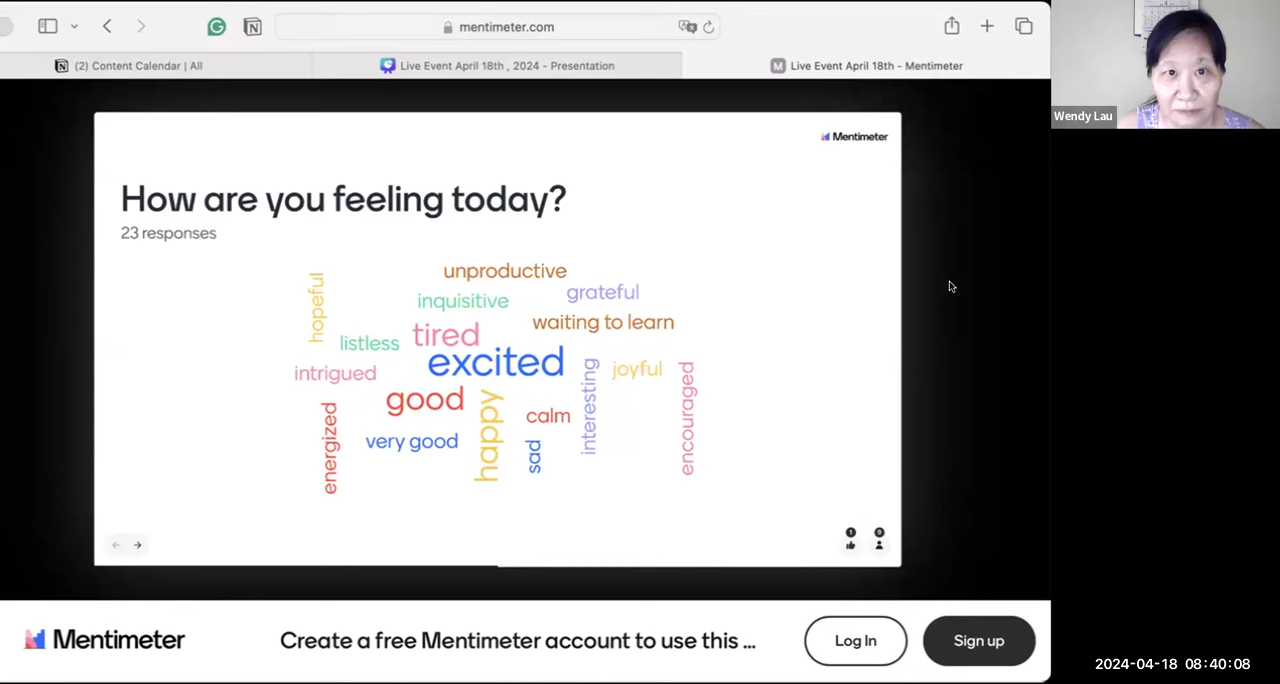 mentimeter.com
(2) Content Calendar | All
Live Event April 18th , 2024 - Presentation
M Live Event April 18th - Mentimeter
Wendy Lau
Mentimeter
How are you feeling today?
23 responses
hopeful
unproductive
grateful
inquisitive
waiting to learn
listless
tired
excited
intrigued
interesting
joyful
encouraged
good
happy
calm
energized
very good
sad
Mentimeter
Create a free Mentimeter account to use this ...
Log In
Sign up
2024-04-18 08:40:08